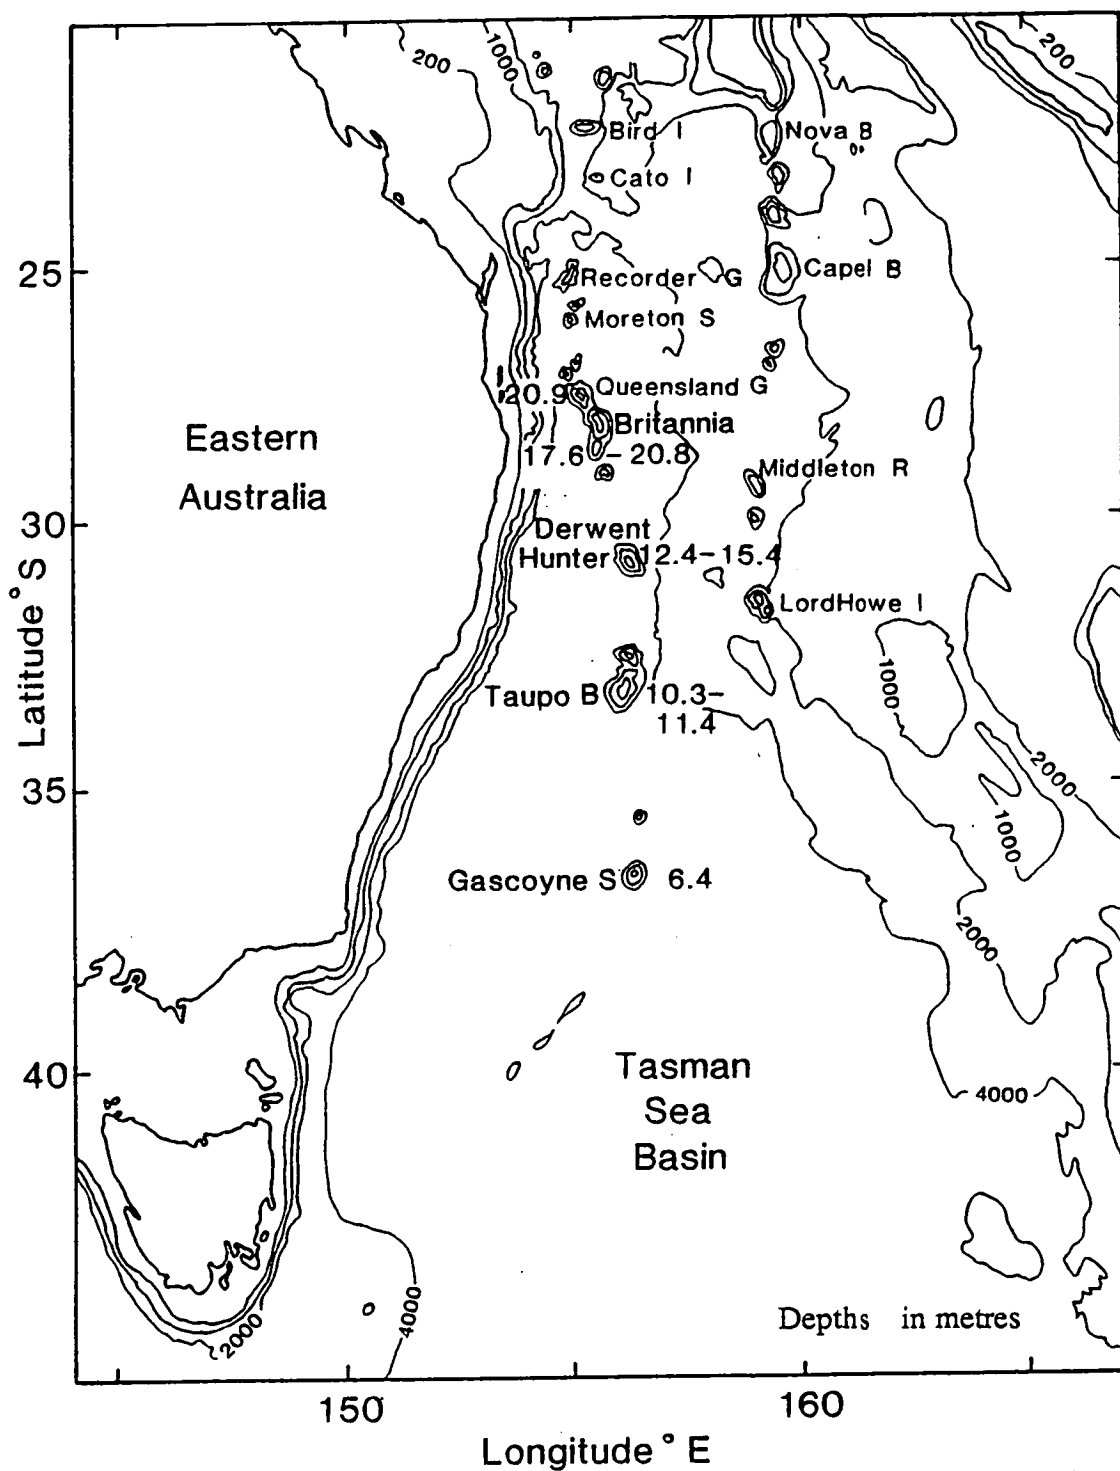 200
1000
200
Bird I
Nova B
Cato I
25
Recorder G
Capel B
Moreton S
20.9
Queensland G
Britannia
17.6 – 20.8
Eastern
Australia
Middleton R
30
Derwent
Hunter 12.4–15.4
LordHowe I
Latitude°S
1000
Taupo B 10.3–
11.4
2000
35
1000
Gascoyne S 6.4
2000
40
Tasman
Sea
Basin
4000
2000
4000
Depths in metres
150
160
Longitude ° E